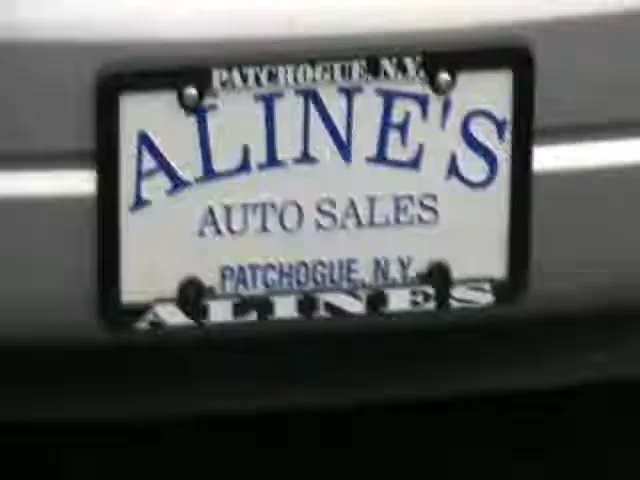 PATCHOGUE, N.Y.
ALINE'S
AUTO SALES
PATCHOGUE, N.Y.
ALINES